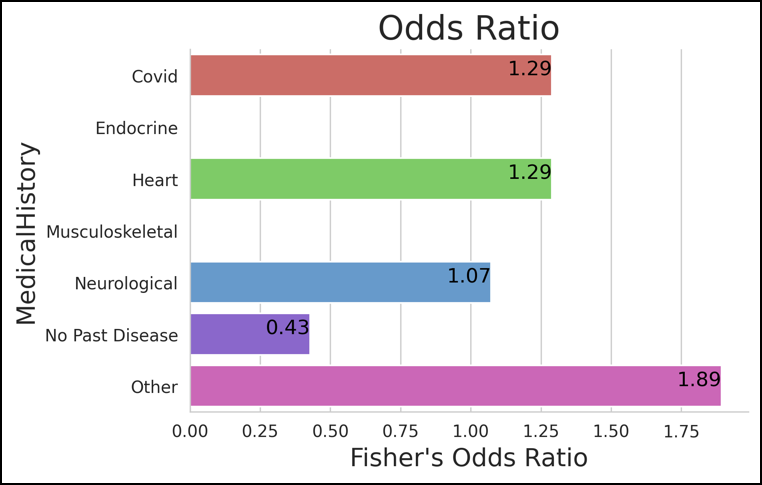 Odds Ratio
MedicalHistory
Covid
1.29
Endocrine
Heart
1.29
Musculoskeletal
Neurological
1.07
No Past Disease
0.43
Other
1.89
0.00 0.25 0.50 0.75 1.00 1.25 1.50 1.75
Fisher's Odds Ratio